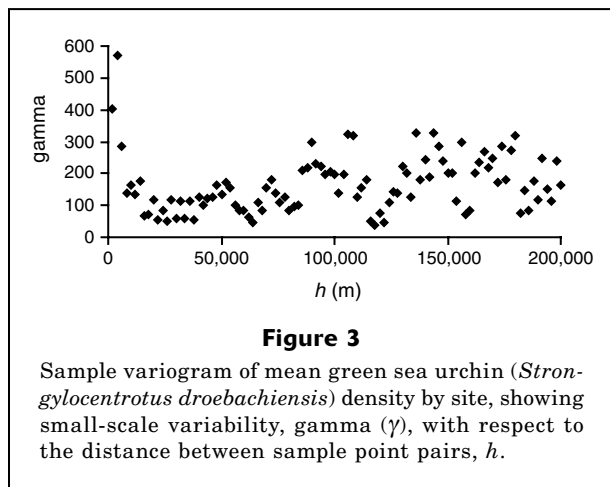 600
500
400
300
200
100
0
gamma
0 50,000 100,000 150,000 200,000
h (m)
Figure 3
Sample variogram of mean green sea urchin (Stron-
gylocentrotus droebachiensis) density by site, showing
small-scale variability, gamma (γ), with respect to
the distance between sample point pairs, h.